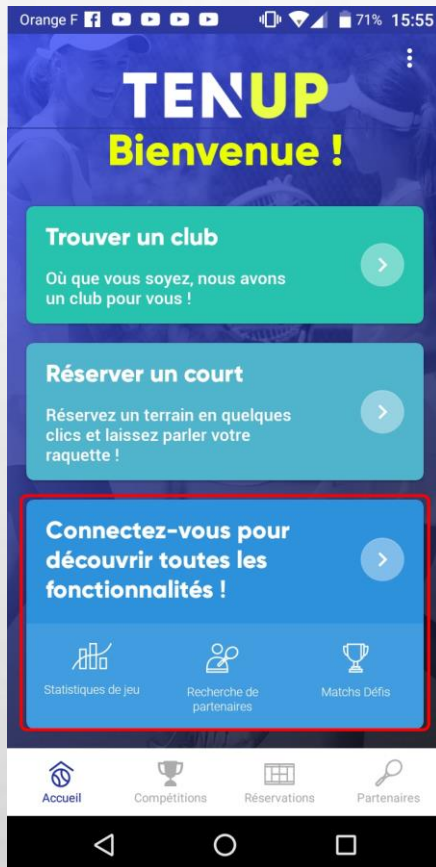 Orange F 71% 15:55
TENUP
Bienvenue !
Trouver un club
Où que vous soyez, nous avons
un club pour vous !
Réserver un court
Réservez un terrain en quelques
clics et laissez parler votre
raquette !
Connectez-vous pour
découvrir toutes les
fonctionnalités !
Statistiques de jeu
Recherche de
partenaires
Matchs Défis
Accueil
Compétitions
Réservations
Partenaires